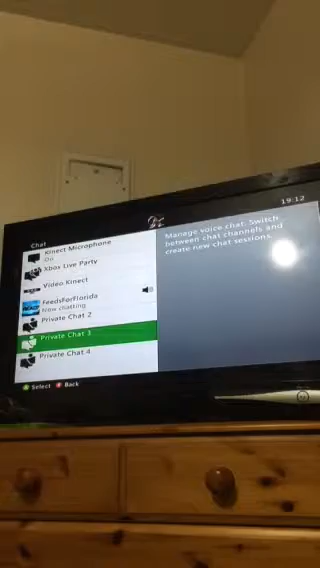 19:12
Chat
Kinect Microphone
On
Xbox Live Party
Video Kinect
FeedsForFlorida
Now chatting
Private Chat 2
Private Chat 3
Private Chat 4
Manage voice chat. Switch
between chat channels and
create new chat sessions.
A Select B Back